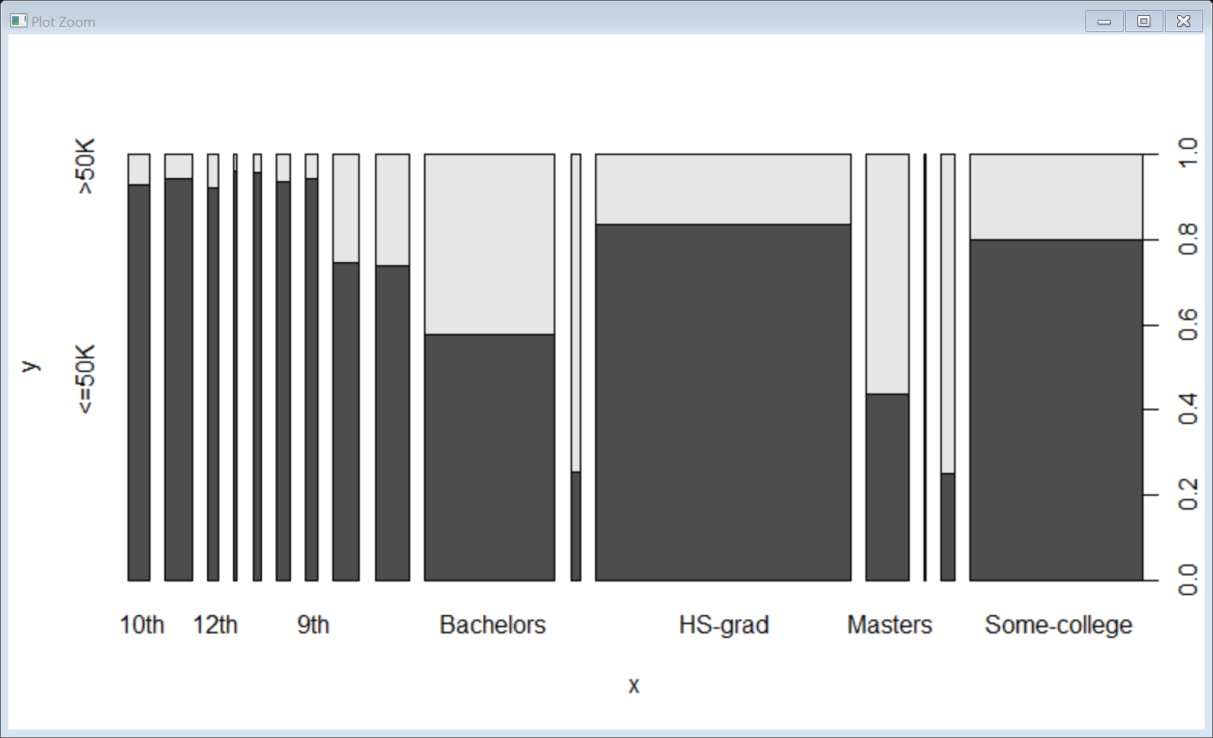 Plot Zoom
>50K
<=50K
y
1.0
0.8
0.6
0.4
0.2
0.0
10th 12th 9th Bachelors HS-grad Masters Some-college
x